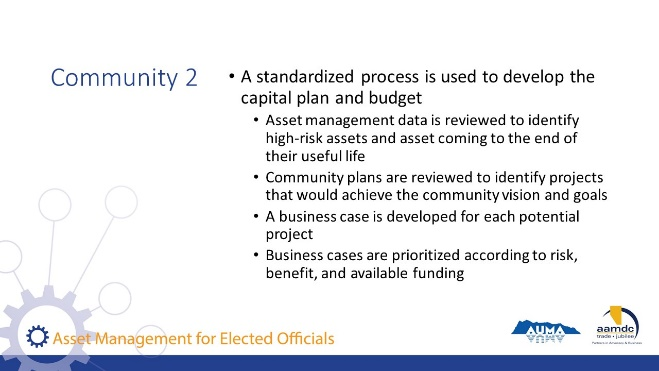 Community 2
• A standardized process is used to develop the
capital plan and budget
• Asset management data is reviewed to identify
high-risk assets and asset coming to the end of
their useful life
• Community plans are reviewed to identify projects
that would achieve the community vision and goals
• A business case is developed for each potential
project
• Business cases are prioritized according to risk,
benefit, and available funding
Asset Management for Elected Officials
AUMA
aamdc
trade • jubilee